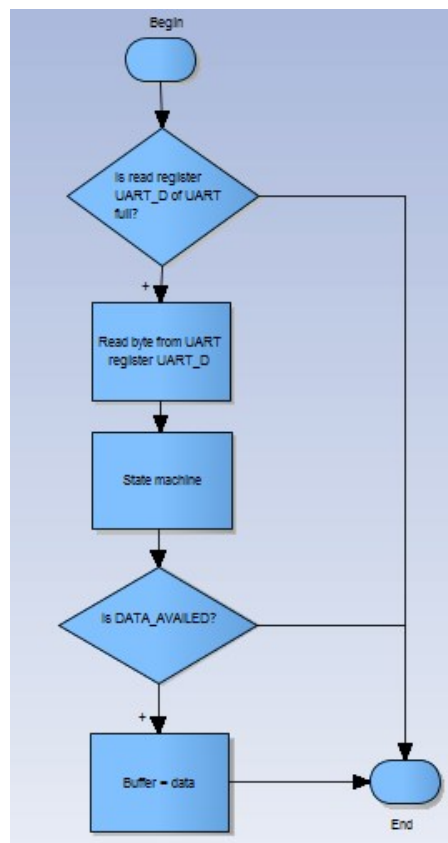 Begin
Is read register
UART_D of UART
full?
+
Read byte from UART
register UART_D
State machine
Is DATA_AVAILED?
+
Buffer = data
End